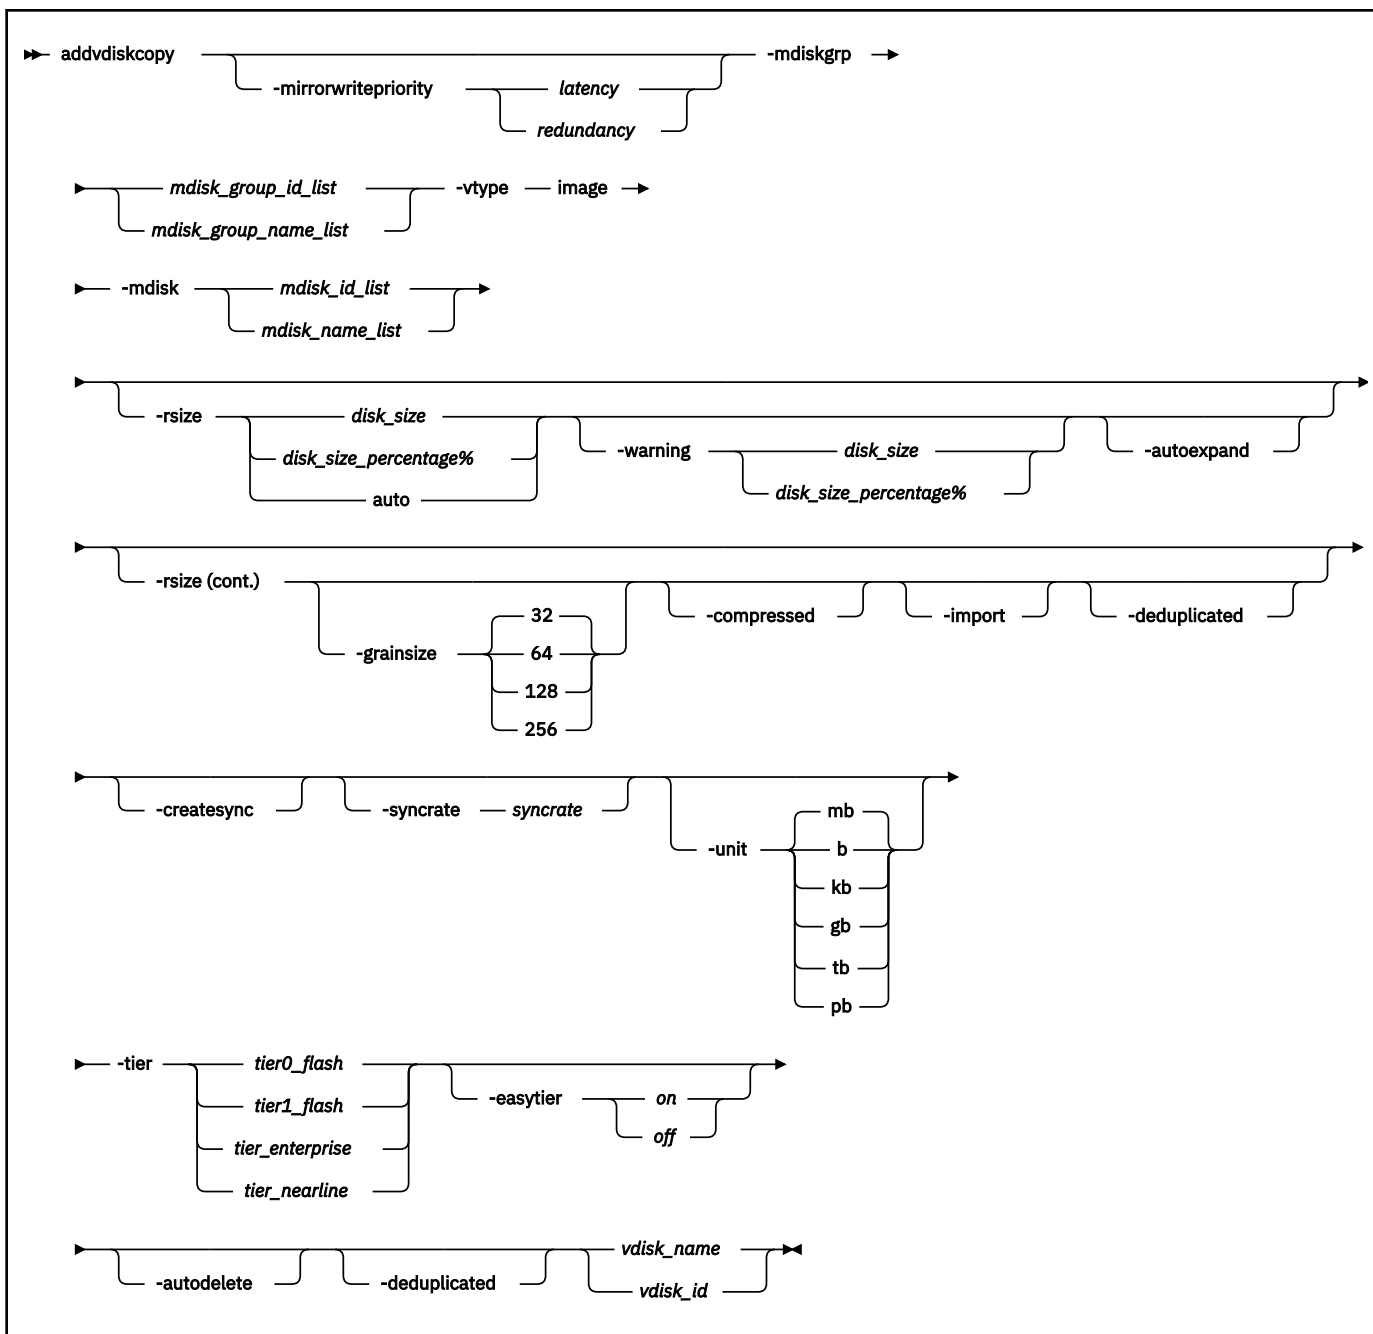 addvdiskcopy -mdiskgrp
-mirrorwritepriority latency
redundancy
mdisk_group_id_list -vtype image
mdisk_group_name_list
-mdisk mdisk_id_list
mdisk_name_list
-rsize disk_size
disk_size_percentage% -warning disk_size -autoexpand
auto disk_size_percentage%
-rsize (cont.)
32 -compressed -import -deduplicated
-grainsize 64
128
256
-createsync -syncrate syncrate mb
-unit b
kb
gb
tb
pb
-tier tier0_flash
tier1_flash -easytier on
tier_enterprise off
tier_nearline
vdisk_name
-autodelete -deduplicated vdisk_id